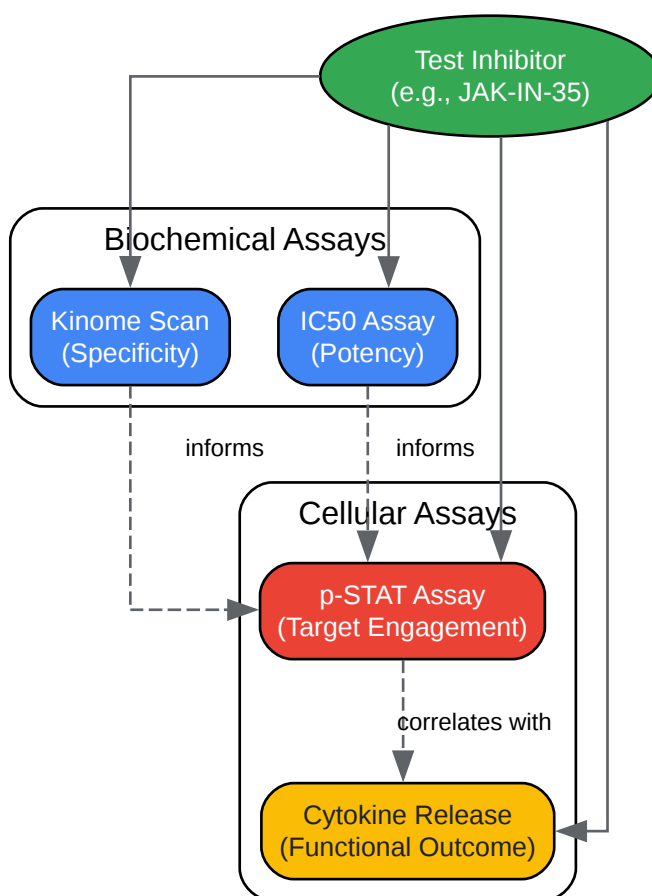 Test Inhibitor
(e.g., JAK-IN-35)
Biochemical Assays
Kinome Scan
(Specificity)
IC50 Assay
(Potency)
informs
informs
Cellular Assays
p-STAT Assay
(Target Engagement)
correlates with
Cytokine Release
(Functional Outcome)